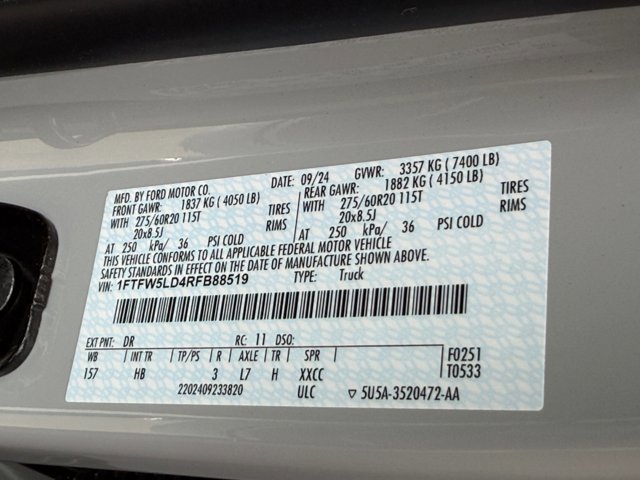 MFD. BY FORD MOTOR CO.
DATE: 09/24 GVWR: 3357 KG ( 7400 LB)
FRONT GAWR: 1837 KG ( 4050 LB) REAR GAWR: 1882 KG ( 4150 LB)
WITH 275/60R20 115T TIRES WITH 275/60R20 115T TIRES
20x8.5J RIMS 20x8.5J RIMS
AT 250 kPa/ 36 PSI COLD AT 250 kPa/ 36 PSI COLD
THIS VEHICLE CONFORMS TO ALL APPLICABLE FEDERAL MOTOR VEHICLE
SAFETY STANDARDS IN EFFECT ON THE DATE OF MANUFACTURE SHOWN ABOVE.
VIN: 1FTFW5LD4RFB88519 TYPE: Truck
EXT PNT: DR RC: 11 DSO: F0251
WB INT TR TP/PS R AXLE TR SPR T0533
157 HB 3 L7 H XXCC
2202409233820 ULC 5U5A-3520472-AA